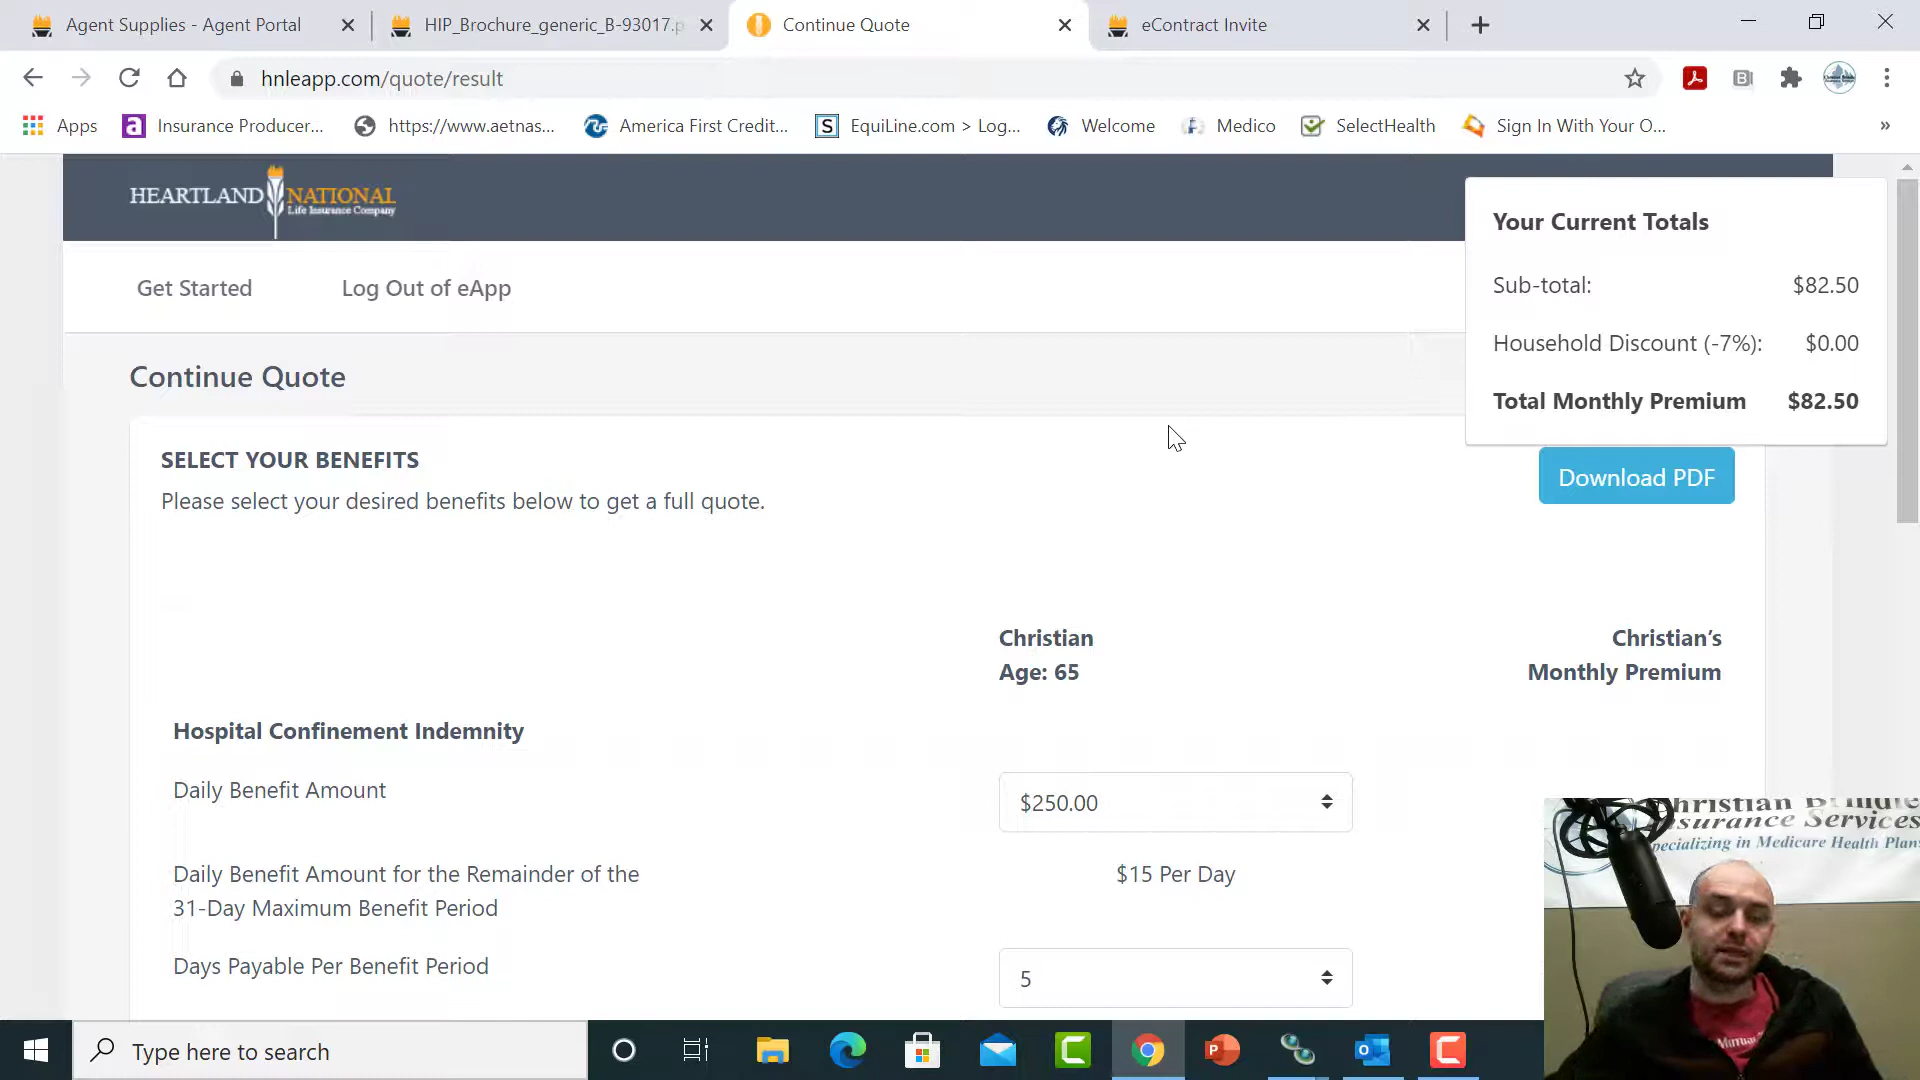 Agent Supplies - Agent Portal
HIP_Brochure_generic_B-93017.p
Continue Quote
eContract Invite
hnleapp.com/quote/result
Apps
Insurance Producer...
https://www.aetnas...
America First Credit...
EquiLine.com > Log...
Welcome
Medico
SelectHealth
Sign In With Your O...
»
HEARTLAND NATIONAL
Life Insurance Company
Get Started
Log Out of eApp
Your Current Totals
Sub-total: $82.50
Household Discount (-7%): $0.00
Total Monthly Premium $82.50
Continue Quote
SELECT YOUR BENEFITS
Please select your desired benefits below to get a full quote.
Download PDF
Christian
Age: 65
Christian's
Monthly Premium
Hospital Confinement Indemnity
Daily Benefit Amount
$250.00
Daily Benefit Amount for the Remainder of the
31-Day Maximum Benefit Period
$15 Per Day
Days Payable Per Benefit Period
5
Insurance Services
Specializing in Medicare Health Plan
Type here to search